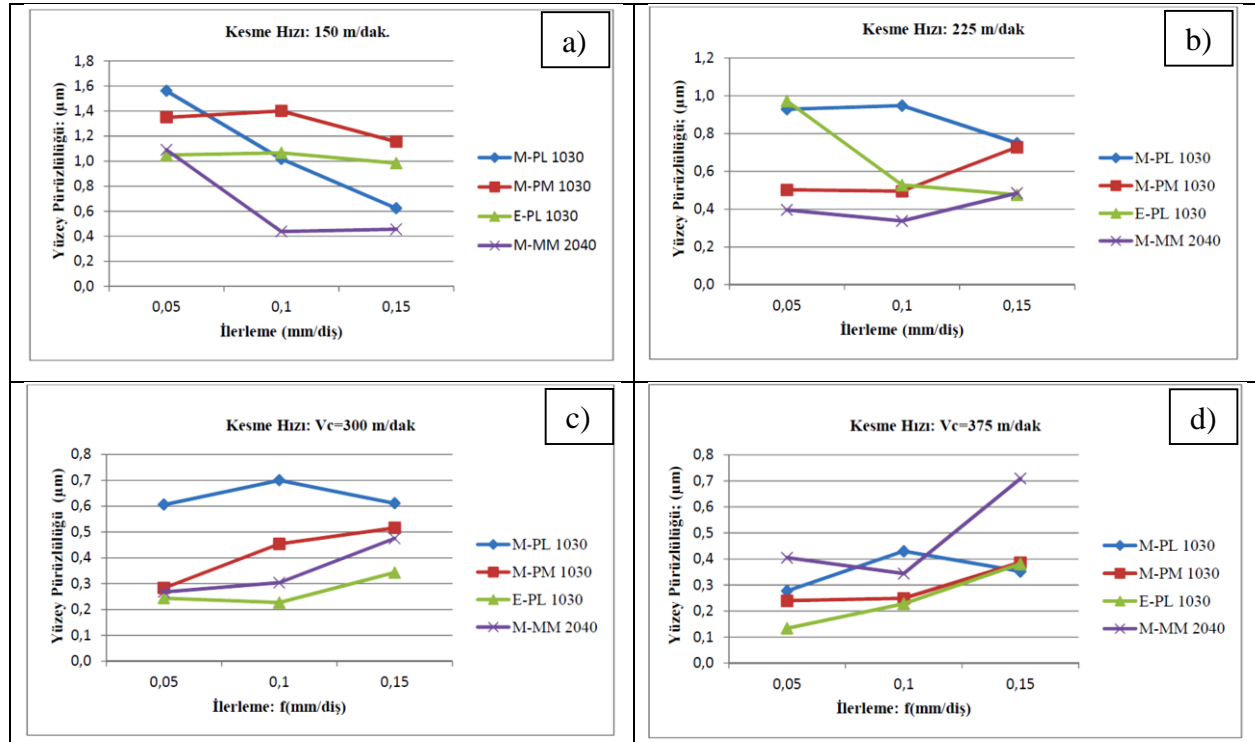 a)
Kesme Hızı: 150 m/dak.
Yüzey Pürüzlülüğü: (µm)
1,8
1,6
1,4
1,2
1,0
0,8
0,6
0,4
0,2
0,0
0,05 0,1 0,15
İlerleme (mm/diş)
M-PL 1030
M-PM 1030
E-PL 1030
M-MM 2040
b)
Kesme Hızı: 225 m/dak
Yüzey Pürüzlülüğü; (µm)
1,2
1,0
0,8
0,6
0,4
0,2
0,0
0,05 0,1 0,15
İlerleme (mm/diş)
M-PL 1030
M-PM 1030
E-PL 1030
M-MM 2040
c)
Kesme Hızı: Vc=300 m/dak
Yüzey Pürüzlülüğü (µm)
0,8
0,7
0,6
0,5
0,4
0,3
0,2
0,1
0,0
0,05 0,1 0,15
İlerleme: f(mm/diş)
M-PL 1030
M-PM 1030
E-PL 1030
M-MM 2040
d)
Kesme Hızı: Vc=375 m/dak
Yüzey Pürüzlülüğü; (µm)
0,8
0,7
0,6
0,5
0,4
0,3
0,2
0,1
0,0
0,05 0,1 0,15
İlerleme: f(mm/diş)
M-PL 1030
M-PM 1030
E-PL 1030
M-MM 2040